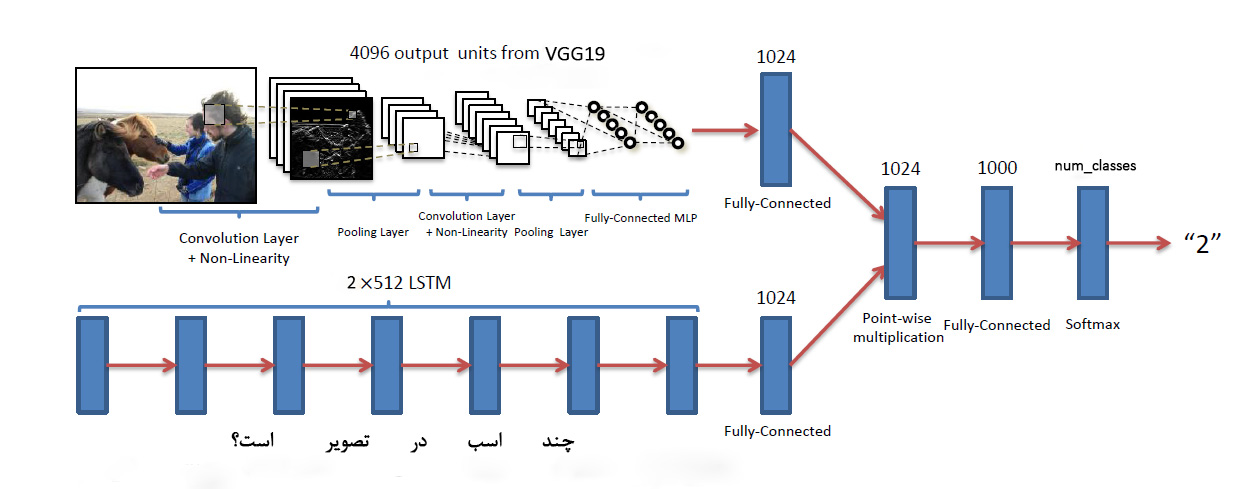 4096 output units from VGG19
1024
Fully-Connected
Convolution Layer
+ Non-Linearity
Pooling Layer
Convolution Layer
+ Non-Linearity
Pooling Layer
Fully-Connected MLP
2 ×512 LSTM
چند اسب در تصویر است؟
1024
Fully-Connected
1024
Point-wise
multiplication
1000
Fully-Connected
num_classes
Softmax
“2”